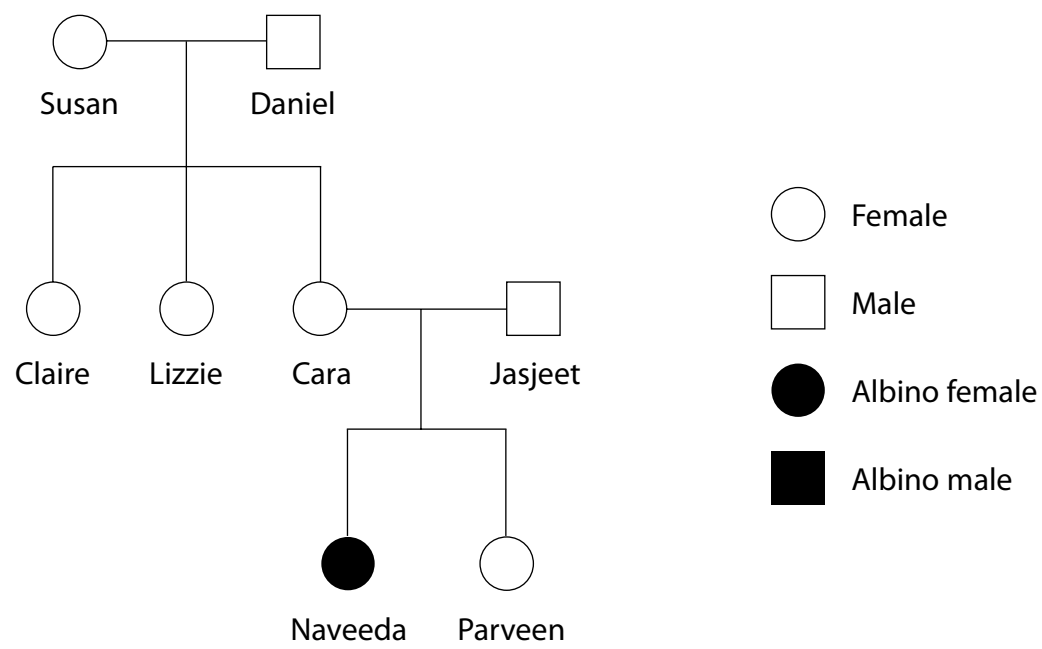 Susan
Daniel
Female
Male
Claire
Lizzie
Cara
Jasjeet
Albino female
Albino male
Naveeda
Parveen